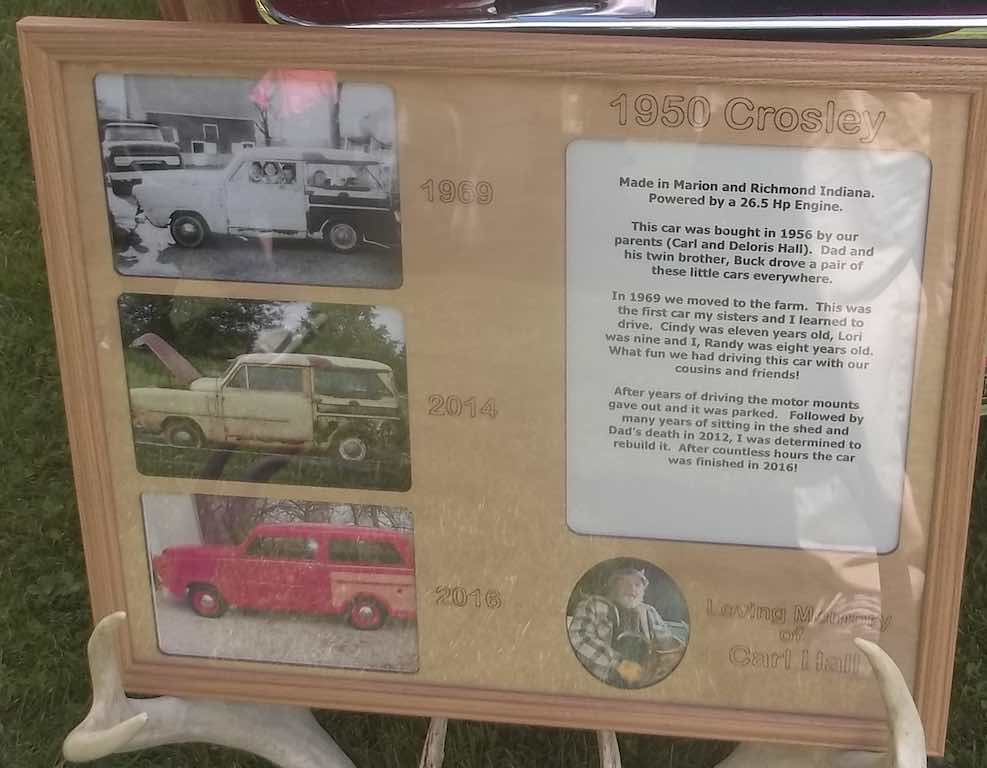 1950 Crosley
1969
2014
2016
Made in Marion and Richmond Indiana.
Powered by a 26.5 Hp Engine.
This car was bought in 1956 by our
parents (Carl and Deloris Hall).  Dad and
his twin brother, Buck drove a pair of
these little cars everywhere.
In 1969 we moved to the farm.  This was
the first car my sisters and I learned to
drive.  Cindy was eleven years old, Lori
was nine and I, Randy was eight years old.
What fun we had driving this car with our
cousins and friends!
After years of driving the motor mounts
gave out and it was parked.  Followed by
many years of sitting in the shed and
Dad's death in 2012, I was determined to
rebuild it.  After countless hours the car
was finished in 2016!
Loving Memory
of
Carl Hall